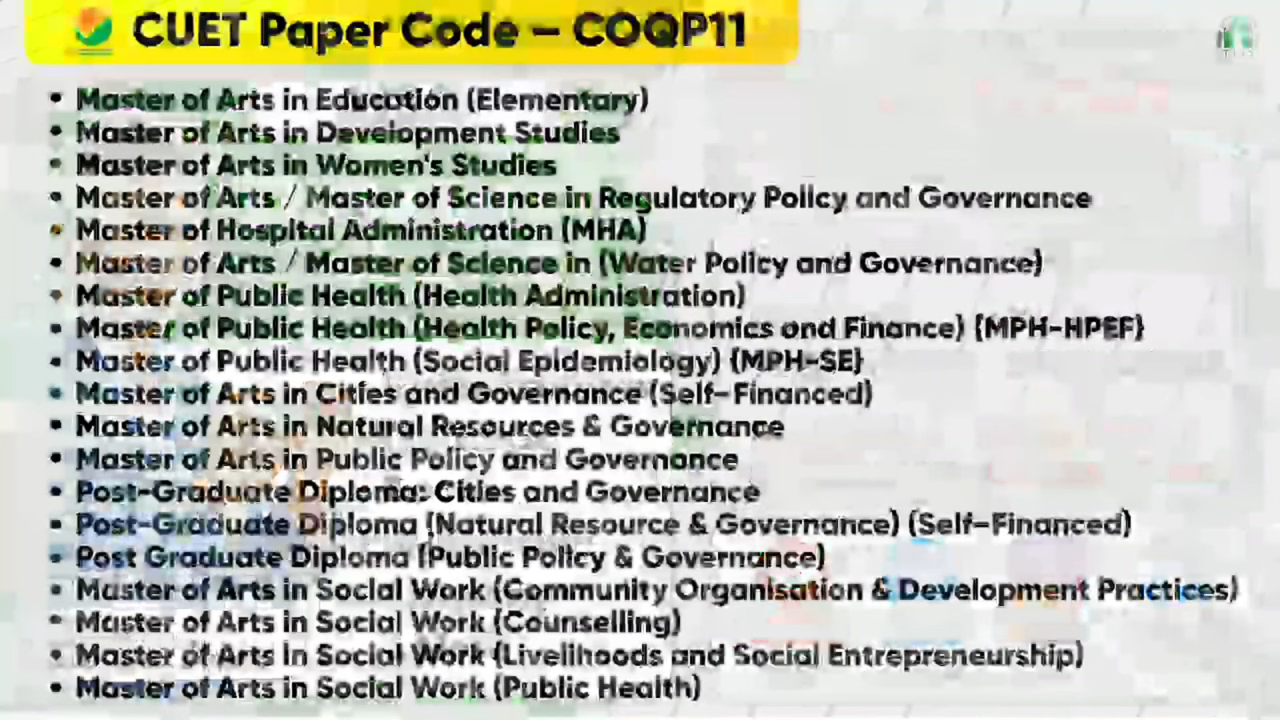 CUET Paper Code – COQP11
• Master of Arts in Education (Elementary)
• Master of Arts in Development Studies
• Master of Arts in Women's Studies
• Master of Arts / Master of Science in Regulatory Policy and Governance
• Master of Hospital Administration (MHA)
• Master of Arts / Master of Science in (Water Policy and Governance)
• Master of Public Health (Health Administration)
• Master of Public Health (Health Policy, Economics and Finance) (MPH-HPEF)
• Master of Public Health (Social Epidemiology) (MPH-SE)
• Master of Arts in Cities and Governance (Self-Financed)
• Master of Arts in Natural Resources & Governance
• Master of Arts in Public Policy and Governance
• Post-Graduate Diploma: Cities and Governance
• Post-Graduate Diploma (Natural Resource & Governance) (Self-Financed)
• Post Graduate Diploma (Public Policy & Governance)
• Master of Arts in Social Work (Community Organisation & Development Practices)
• Master of Arts in Social Work (Counselling)
• Master of Arts in Social Work (Livelihoods and Social Entrepreneurship)
• Master of Arts in Social Work (Public Health)